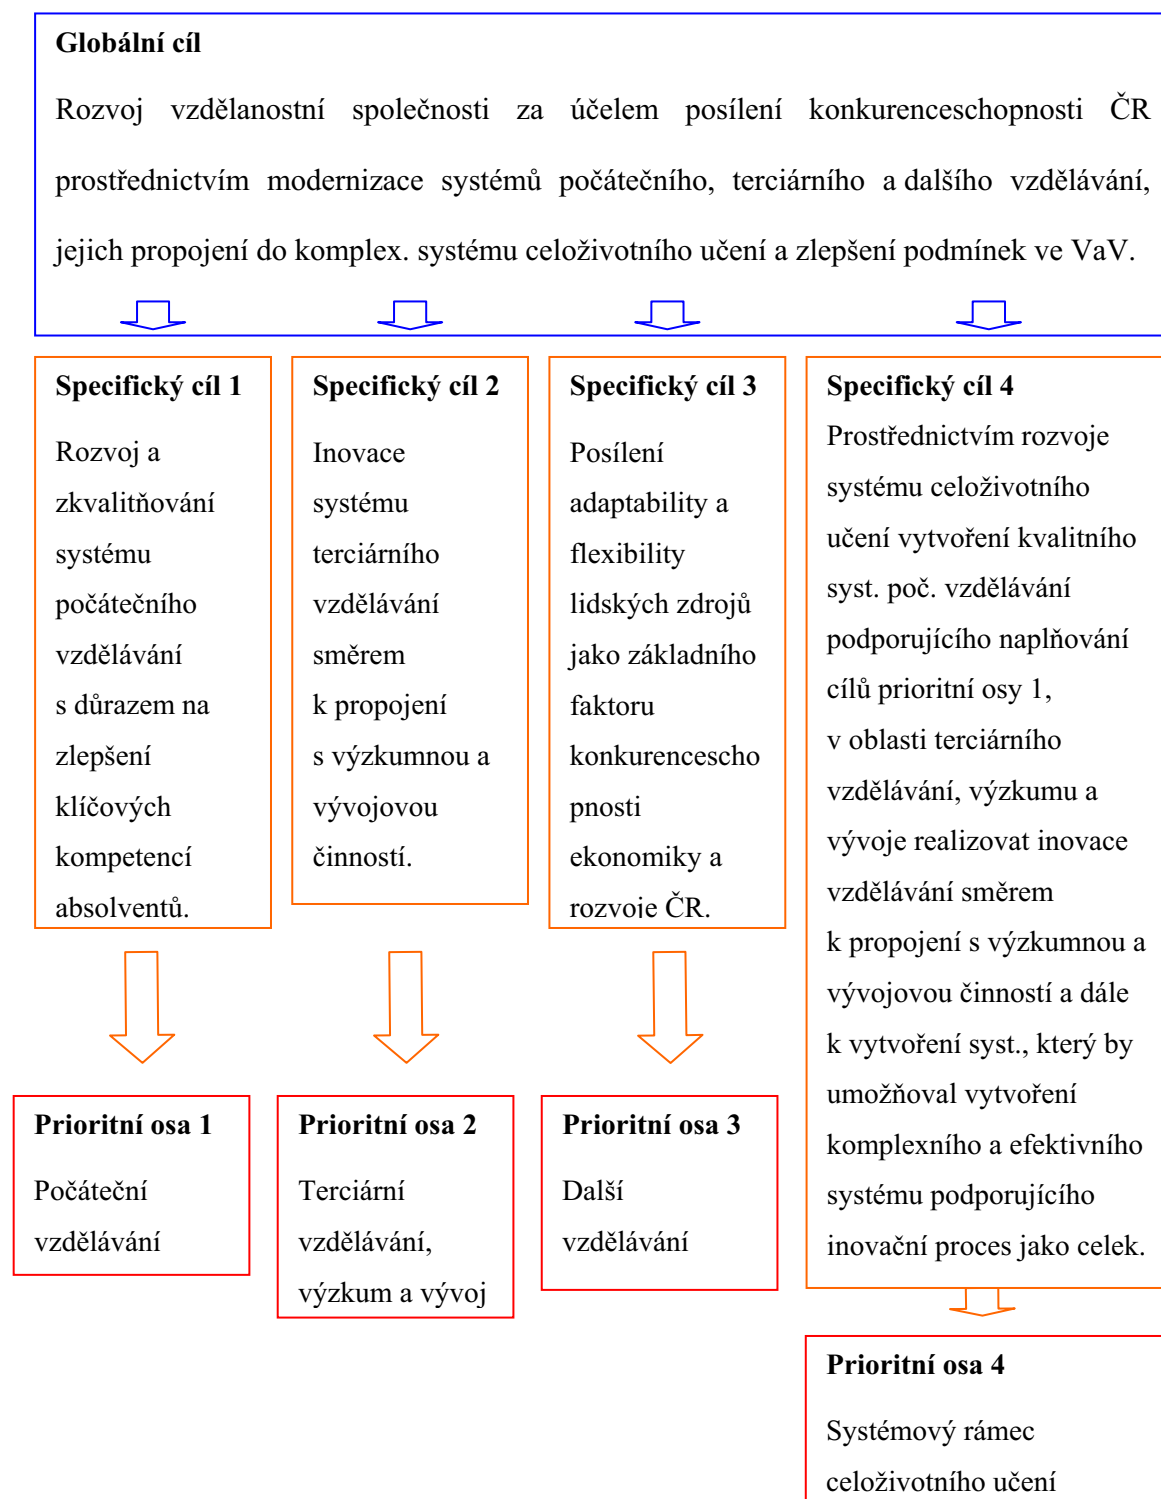 Globální cíl
Rozvoj vzdělanostní společnosti za účelem posílení konkurenceschopnosti ČR
prostřednictvím modernizace systémů počátečního, terciárního a dalšího vzdělávání,
jejich propojení do komplex. systému celoživotního učení a zlepšení podmínek ve VaV.
Specifický cíl 1
Rozvoj a
zkvalitňování
systému
počátečního
vzdělávání
s důrazem na
zlepšení
klíčových
kompetencí
absolventů.
Specifický cíl 2
Inovace
systému
terciárního
vzdělávání
směrem
k propojení
s výzkumnou a
vývojovou
činností.
Specifický cíl 3
Posílení
adaptability a
flexibility
lidských zdrojů
jako základního
faktoru
konkurencescho
pnosti
ekonomiky a
rozvoje ČR.
Specifický cíl 4
Prostřednictvím rozvoje
systému celoživotního
učení vytvoření kvalitního
syst. poč. vzdělávání
podporujícího naplňování
cílů prioritní osy 1,
v oblasti terciárního
vzdělávání, výzkumu a
vývoje realizovat inovace
vzdělávání směrem
k propojení s výzkumnou a
vývojovou činností a dále
k vytvoření syst., který by
umožňoval vytvoření
komplexního a efektivního
systému podporujícího
inovační proces jako celek.
Prioritní osa 1
Počáteční
vzdělávání
Prioritní osa 2
Terciární
vzdělávání,
výzkum a vývoj
Prioritní osa 3
Další
vzdělávání
Prioritní osa 4
Systémový rámec
celoživotního učení